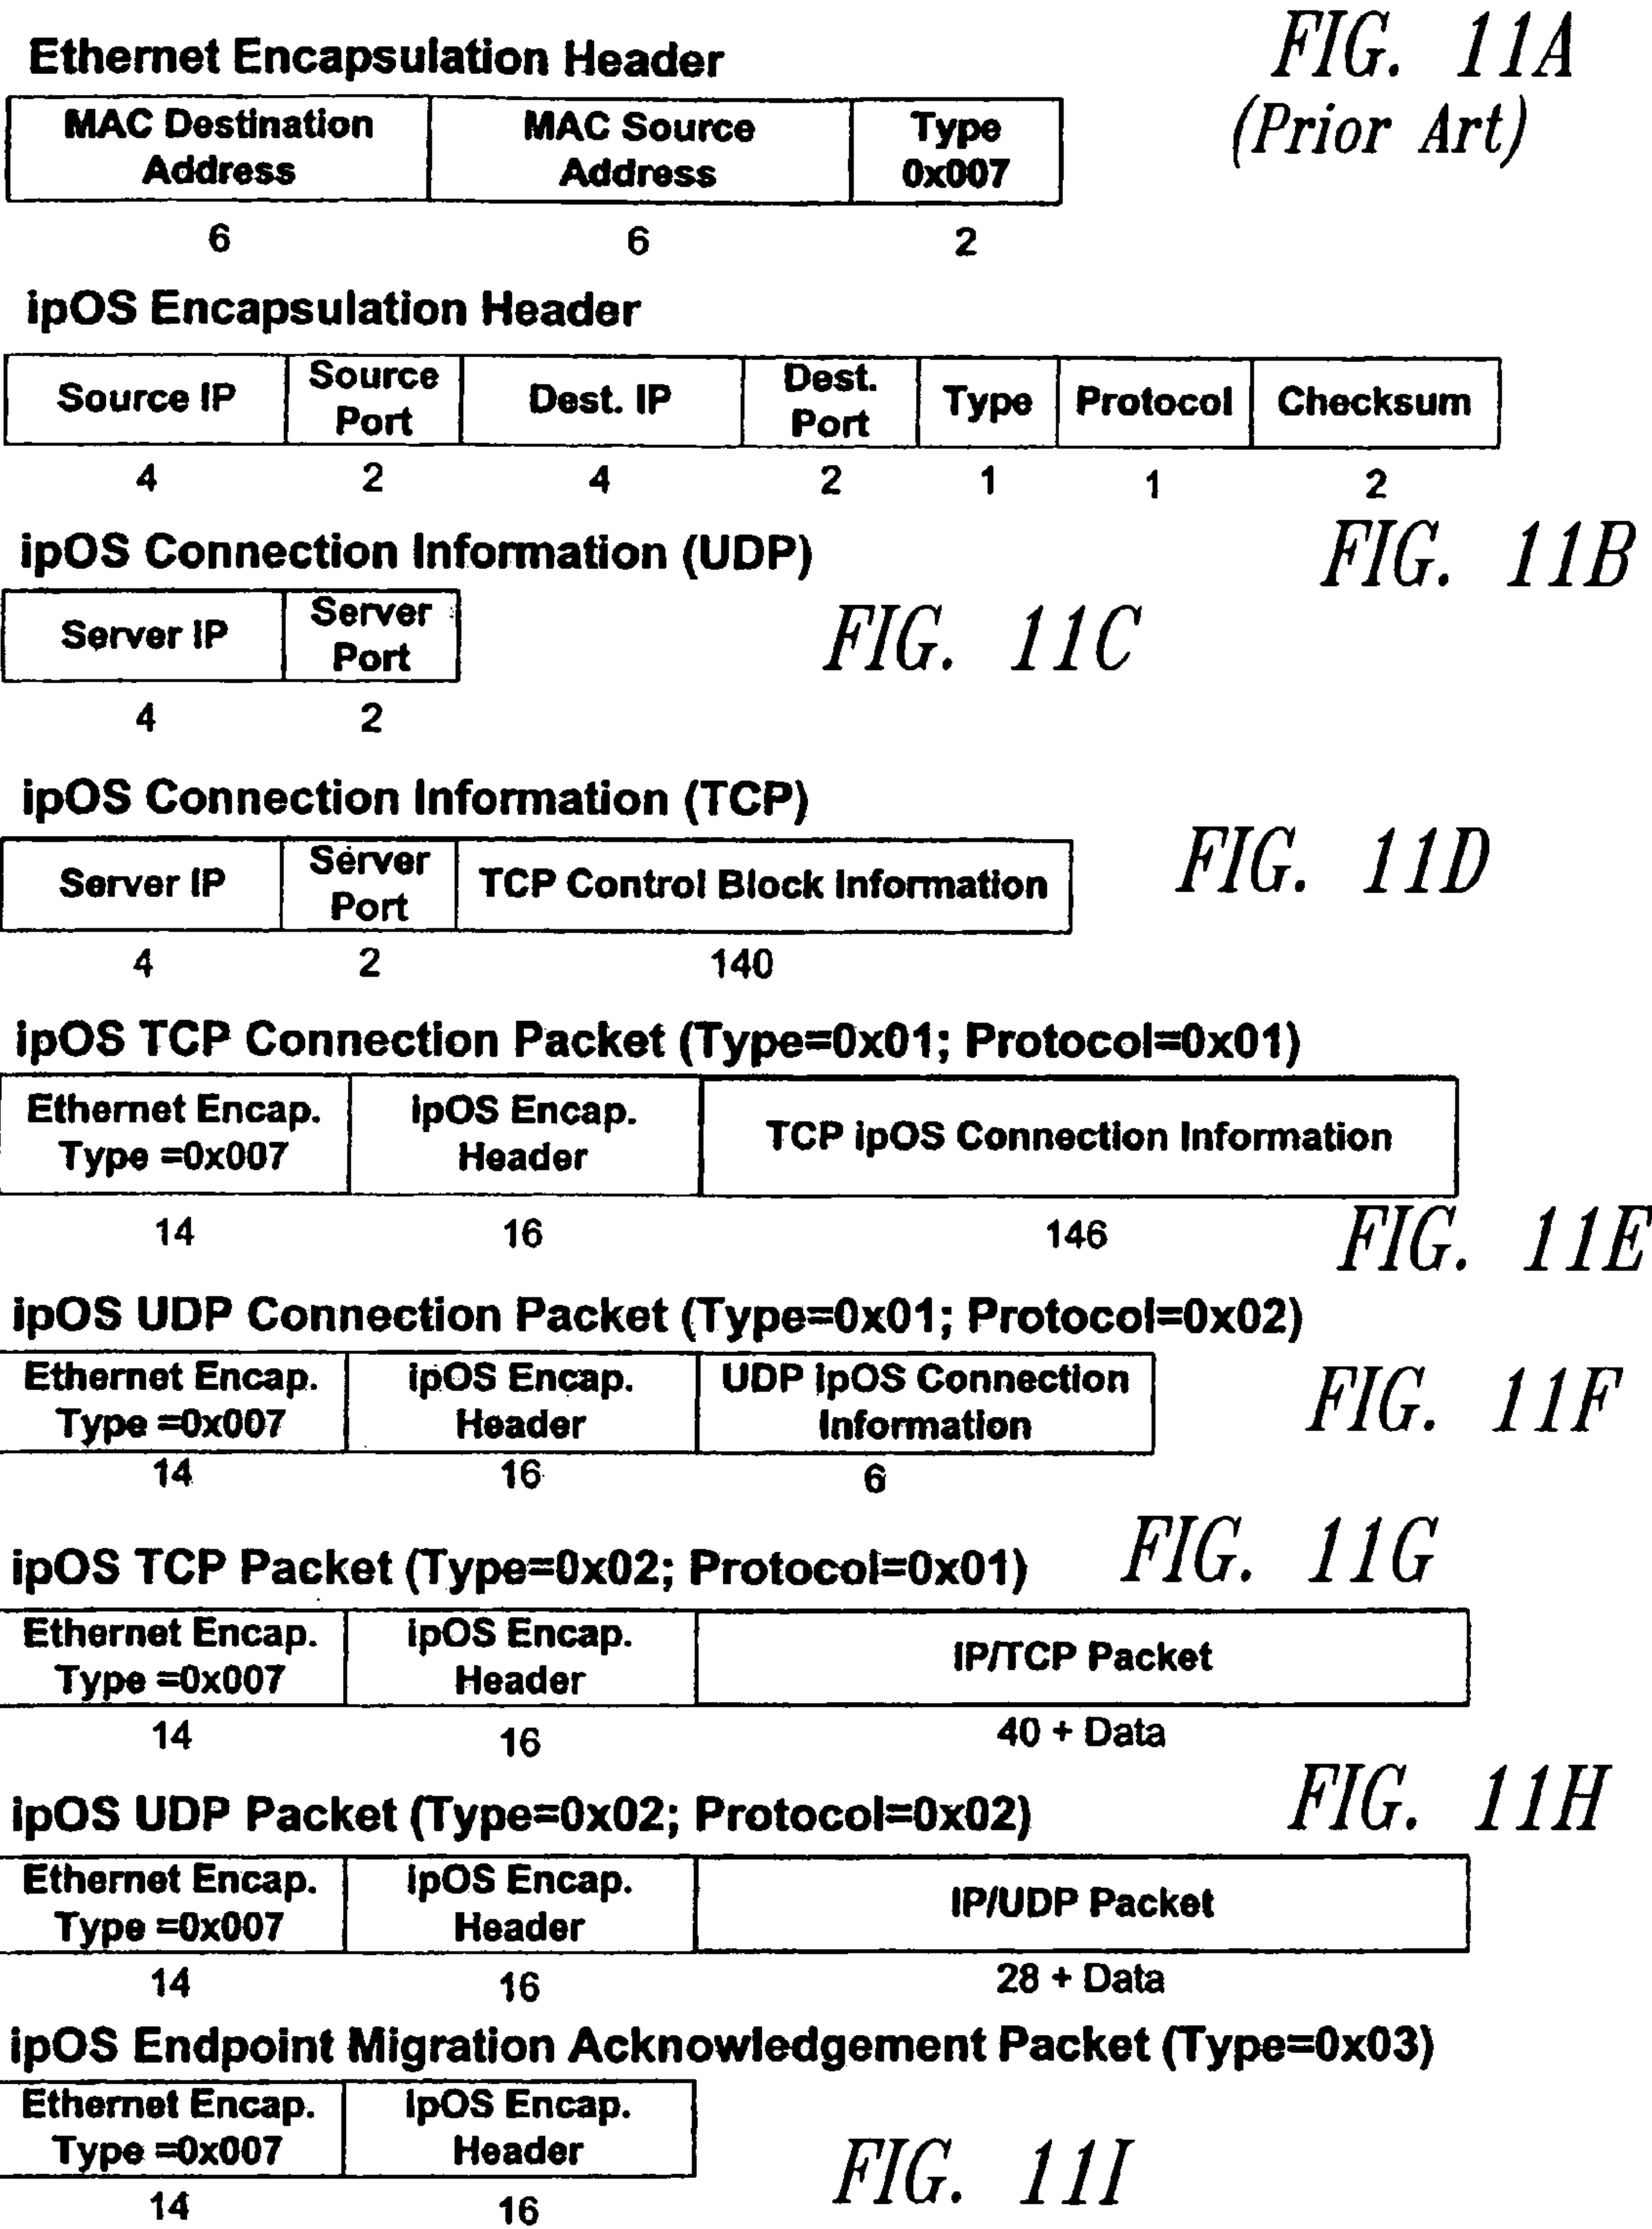 FIG. 11A
(Prior Art)
Ethernet Encapsulation Header
MAC Destination Address
MAC Source Address
Type 0x007
6 6 2
ipOS Encapsulation Header
Source IP
Source Port
Dest. IP
Dest. Port
Type
Protocol
Checksum
4 2 4 2 1 1 2
FIG. 11B
ipOS Connection Information (UDP)
Server IP
Server Port
4 2
FIG. 11C
ipOS Connection Information (TCP)
Server IP
Server Port
TCP Control Block Information
4 2 140
FIG. 11D
ipOS TCP Connection Packet (Type=0x01; Protocol=0x01)
Ethernet Encap. Type =0x007
ipOS Encap. Header
TCP ipOS Connection Information
14 16 146
FIG. 11E
ipOS UDP Connection Packet (Type=0x01; Protocol=0x02)
Ethernet Encap. Type =0x007
ipOS Encap. Header
UDP ipOS Connection Information
14 16 6
FIG. 11F
ipOS TCP Packet (Type=0x02; Protocol=0x01)
FIG. 11G
Ethernet Encap. Type =0x007
ipOS Encap. Header
IP/TCP Packet
14 16 40 + Data
ipOS UDP Packet (Type=0x02; Protocol=0x02)
FIG. 11H
Ethernet Encap. Type =0x007
ipOS Encap. Header
IP/UDP Packet
14 16 28 + Data
ipOS Endpoint Migration Acknowledgement Packet (Type=0x03)
Ethernet Encap. Type =0x007
ipOS Encap. Header
14 16
FIG. 11I